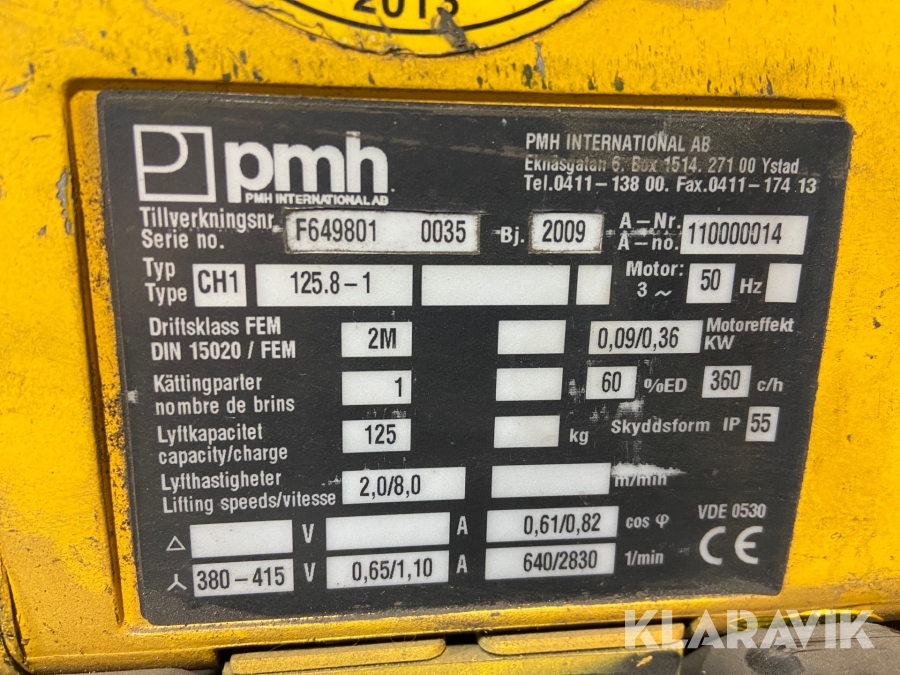 2013
pmh
PMH INTERNATIONAL AB
PMH INTERNATIONAL AB
Eknäsgatan 6. Box 1514. 271 00 Ystad
Tel.0411-138 00. Fax.0411-174 13
Tillverkningsnr. F649801 0035 Bj. 2009 A-Nr. 110000014
Serie no. A-no.
Typ CH1 125.8-1 Motor: 50 Hz
Type 3 ~
Driftsklass FEM 2M 0,09/0,36 Motoreffekt
DIN 15020 / FEM KW
Kättingparter 1 60 %ED 360 c/h
nombre de brins
Lyftkapacitet 125 kg Skyddsform IP 55
capacity/charge
Lyfthastigheter 2,0/8,0 m/min
Lifting speeds/vitesse
V A 0,61/0,82 cos φ VDE 0530
380-415 V 0,65/1,10 A 640/2830 1/min CE
KLARAVIK